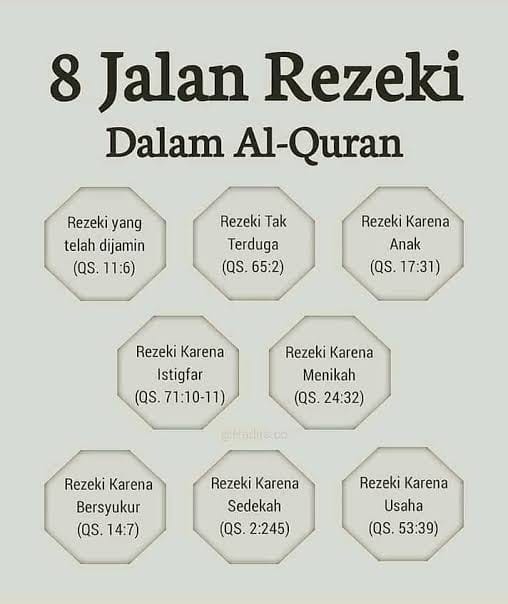 8 Jalan Rezeki
Dalam Al-Quran
Rezeki yang
telah dijamin
(QS. 11:6)
Rezeki Tak
Terduga
(QS. 65:2)
Rezeki Karena
Anak
(QS. 17:31)
Rezeki Karena
Istigfar
(QS. 71:10-11)
Rezeki Karena
Menikah
(QS. 24:32)
Rezeki Karena
Bersyukur
(QS. 14:7)
Rezeki Karena
Sedekah
(QS. 2:245)
Rezeki Karena
Usaha
(QS. 53:39)